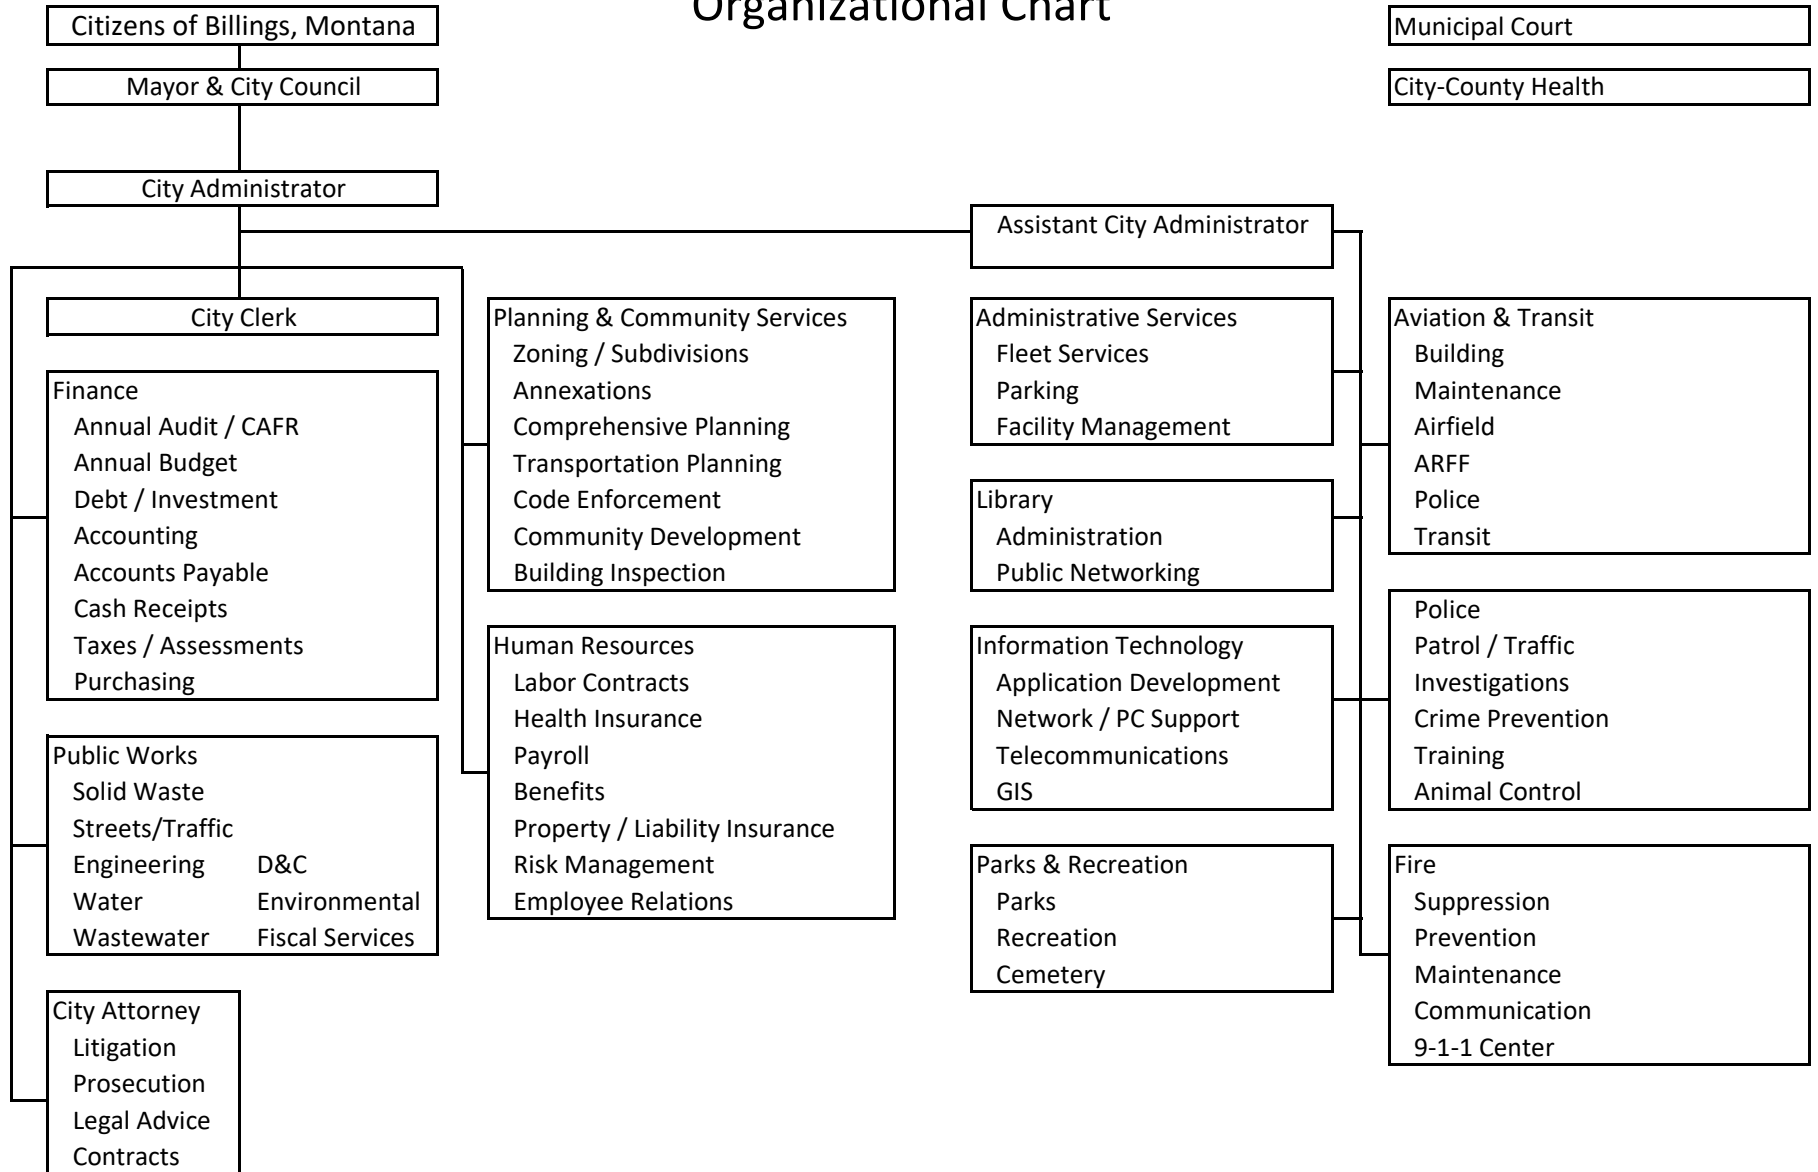 Organizational Chart
Citizens of Billings, Montana
Municipal Court
Mayor & City Council
City-County Health
City Administrator
Assistant City Administrator
City Clerk
Finance
Annual Audit / CAFR
Annual Budget
Debt / Investment
Accounting
Accounts Payable
Cash Receipts
Taxes / Assessments
Purchasing
Public Works
Solid Waste
Streets/Traffic
Engineering D&C
Water Environmental
Wastewater Fiscal Services
City Attorney
Litigation
Prosecution
Legal Advice
Contracts
Planning & Community Services
Zoning / Subdivisions
Annexations
Comprehensive Planning
Transportation Planning
Code Enforcement
Community Development
Building Inspection
Human Resources
Labor Contracts
Health Insurance
Payroll
Benefits
Property / Liability Insurance
Risk Management
Employee Relations
Administrative Services
Fleet Services
Parking
Facility Management
Library
Administration
Public Networking
Information Technology
Application Development
Network / PC Support
Telecommunications
GIS
Parks & Recreation
Parks
Recreation
Cemetery
Aviation & Transit
Building
Maintenance
Airfield
ARFF
Police
Transit
Police
Patrol / Traffic
Investigations
Crime Prevention
Training
Animal Control
Fire
Suppression
Prevention
Maintenance
Communication
9-1-1 Center